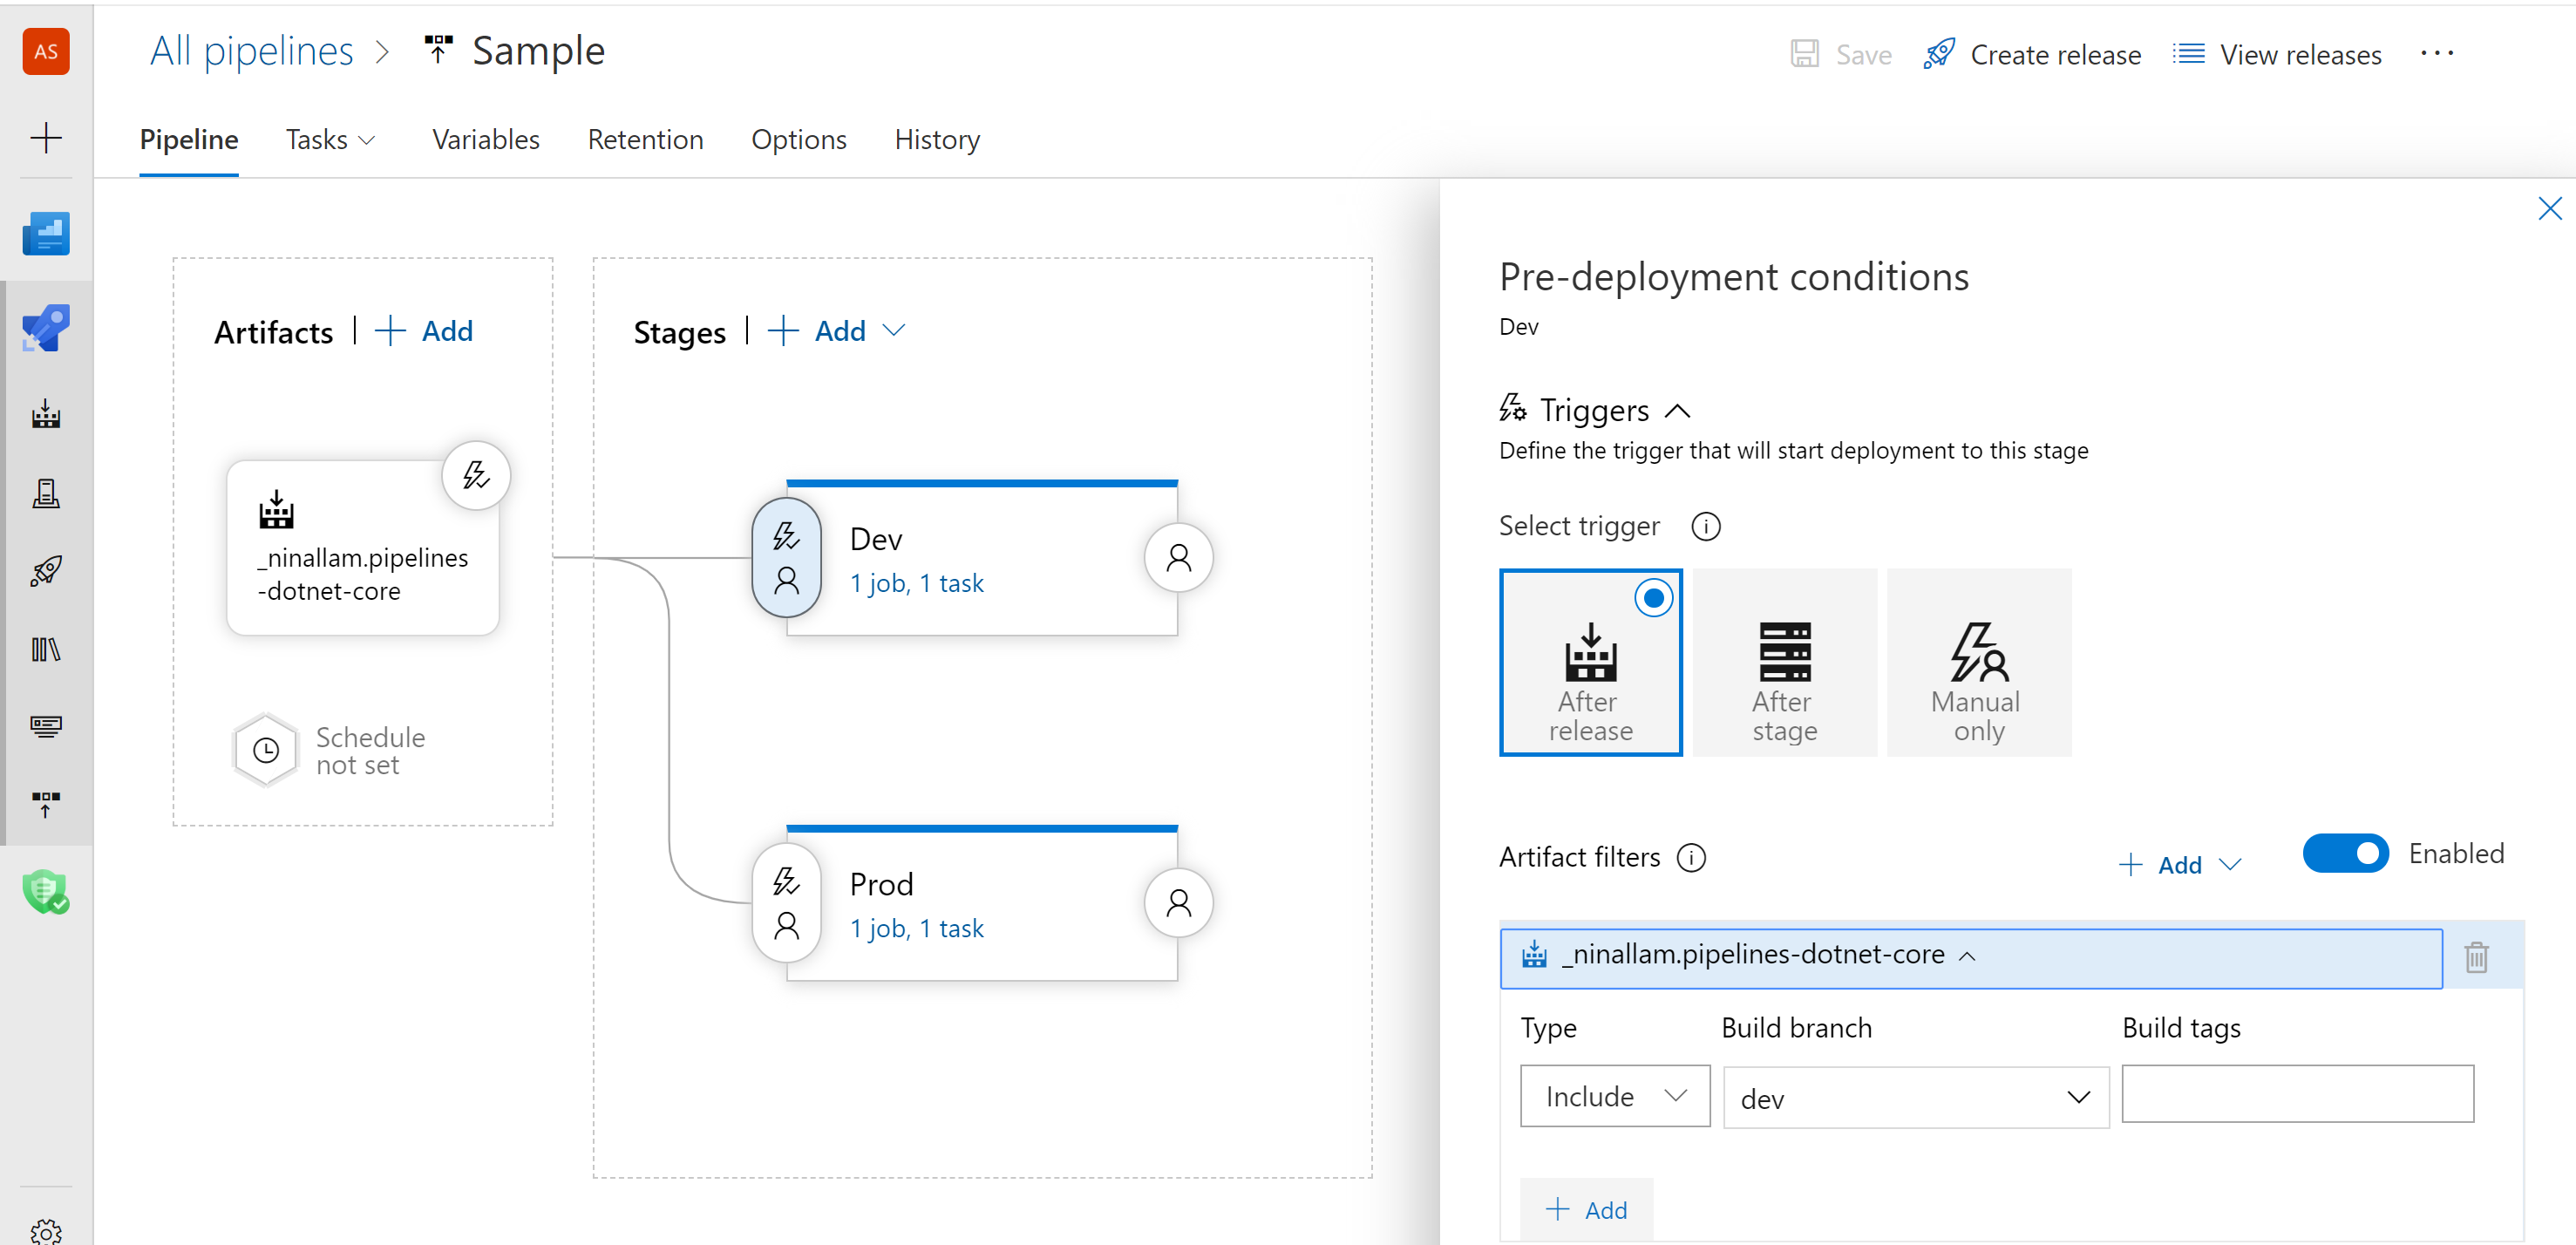 AS
All pipelines > Sample
Save
Create release
View releases
Pipeline
Tasks
Variables
Retention
Options
History
Artifacts | + Add
_ninallam.pipelines
-dotnet-core
Schedule
not set
Stages | + Add
Dev
1 job, 1 task
Prod
1 job, 1 task
Pre-deployment conditions
Dev
Triggers
Define the trigger that will start deployment to this stage
Select trigger
After
release
After
stage
Manual
only
Artifact filters
+ Add
Enabled
_ninallam.pipelines-dotnet-core
Type
Build branch
Build tags
Include
dev
+ Add